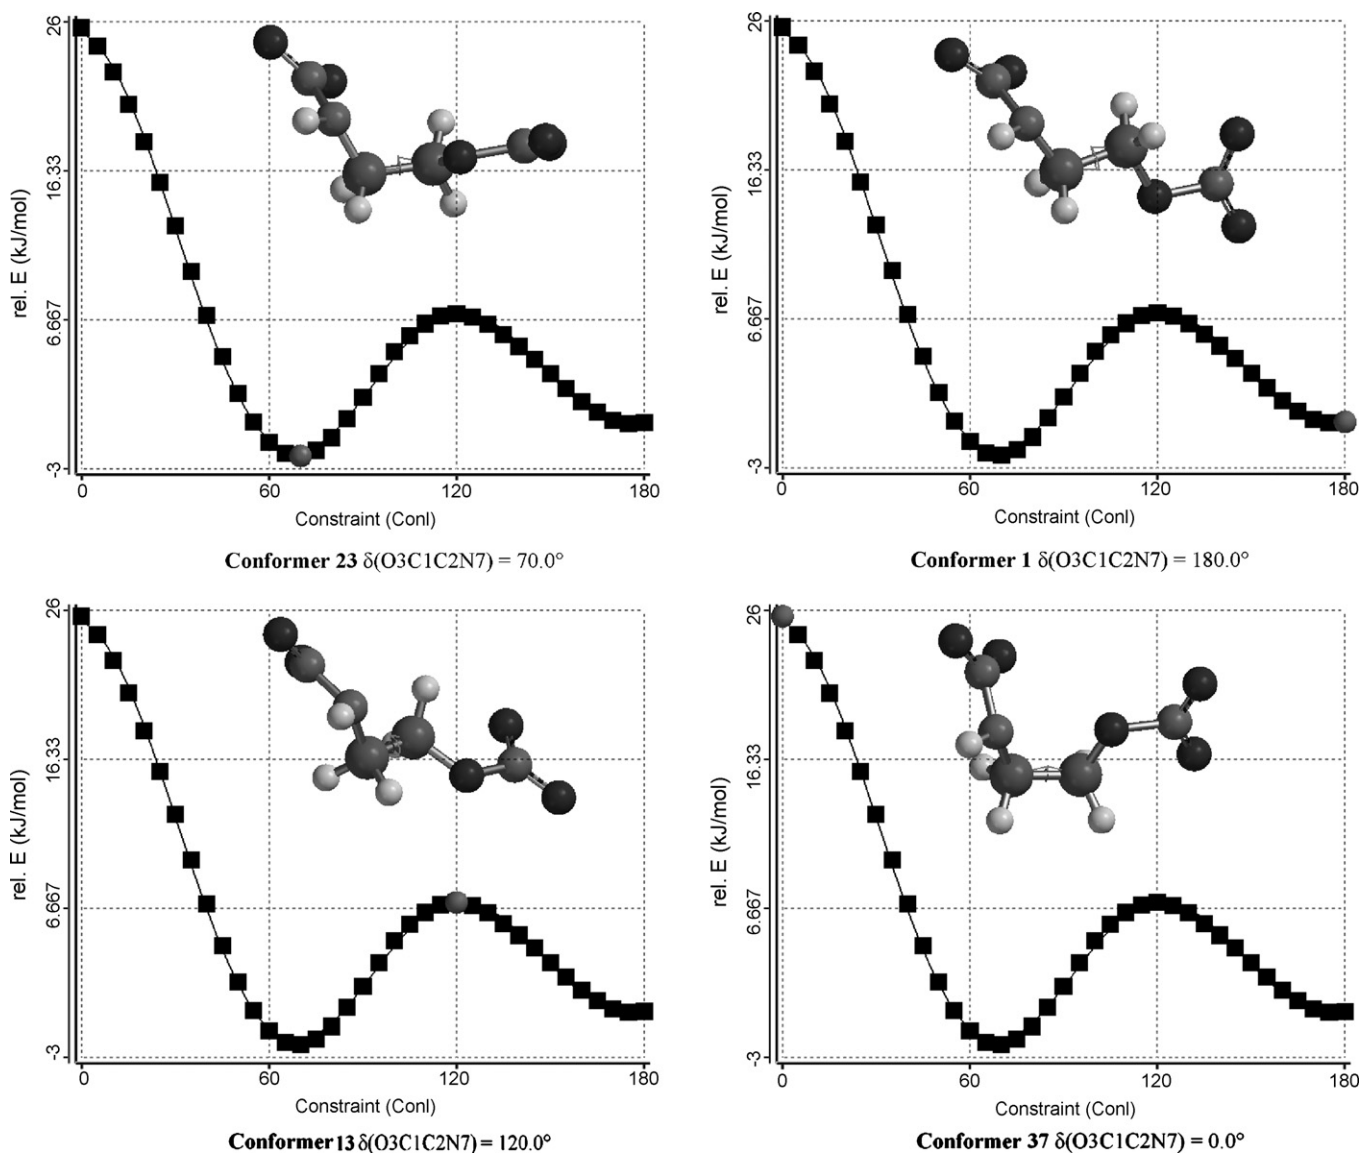 26
16.33
6.667
-3
rel. E (kJ/mol)
0 60 120 180
Constraint (Conl)
Conformer 23 δ(O3C1C2N7) = 70.0°
26
16.33
6.667
-3
rel. E (kJ/mol)
0 60 120 180
Constraint (Conl)
Conformer 1 δ(O3C1C2N7) = 180.0°
26
16.33
6.667
-3
rel. E (kJ/mol)
0 60 120 180
Constraint (Conl)
Conformer 13 δ(O3C1C2N7) = 120.0°
26
16.33
6.667
-3
rel. E (kJ/mol)
0 60 120 180
Constraint (Conl)
Conformer 37 δ(O3C1C2N7) = 0.0°